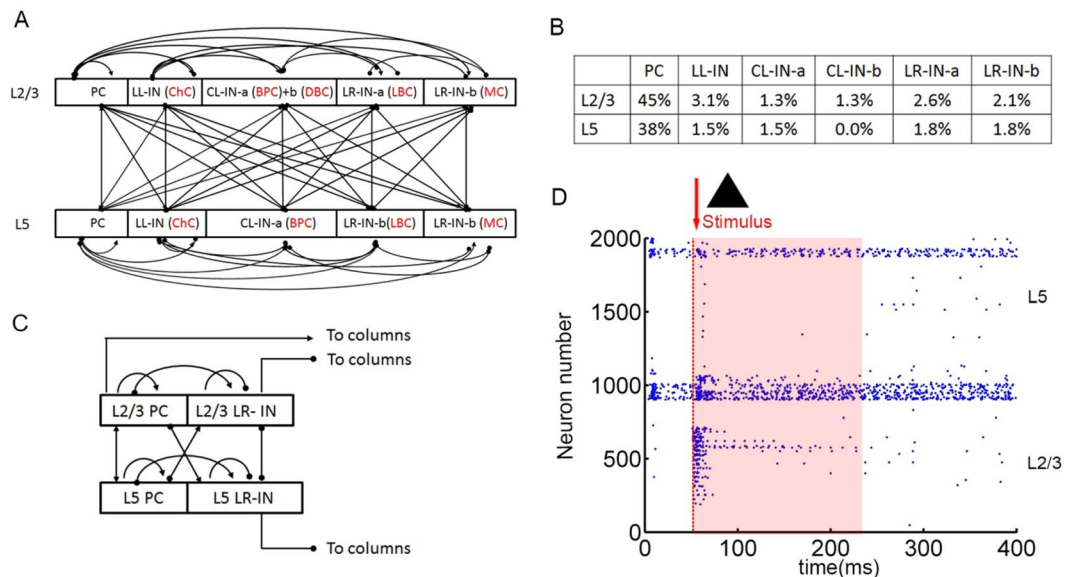 A
L2/3
PC
LL-IN (ChC)
CL-IN-a (BPC)+b (DBC)
LR-IN-a (LBC)
LR-IN-b (MC)
L5
PC
LL-IN (ChC)
CL-IN-a (BPC)
LR-IN-b(LBC)
LR-IN-b (MC)
B
PC LL-IN CL-IN-a CL-IN-b LR-IN-a LR-IN-b
L2/3 45% 3.1% 1.3% 1.3% 2.6% 2.1%
L5 38% 1.5% 1.5% 0.0% 1.8% 1.8%
C
To columns
To columns
L2/3 PC
L2/3 LR- IN
L5 PC
L5 LR-IN
To columns
D
Stimulus
2000
1500
1000
500
0
Neuron number
L5
L2/3
0 100 200 300 400
time(ms)